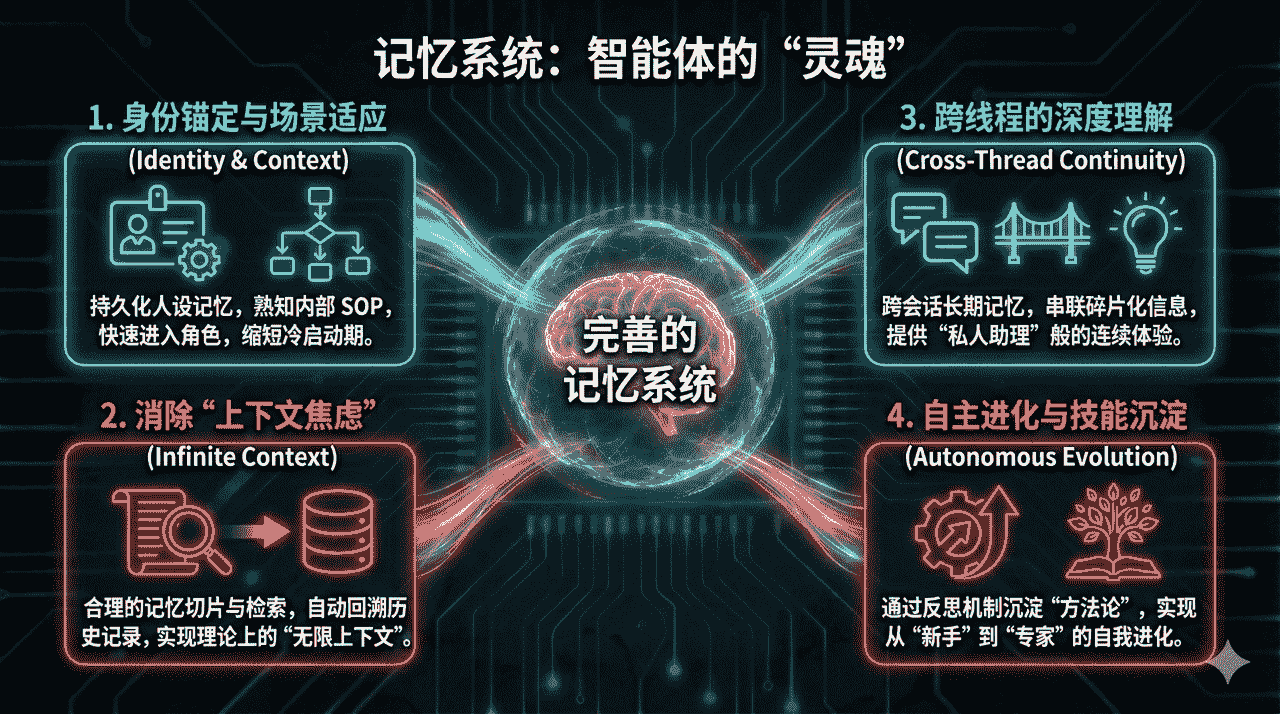 记忆系统：智能体的“灵魂”
1. 身份锚定与场景适应
(Identity & Context)
持久化人设记忆，熟知内部 SOP，
快速进入角色，缩短冷启动期。
2. 消除“上下文焦虑”
(Infinite Context)
合理的记忆切片与检索，自动回溯历
史记录，实现理论上的“无限上下文”。
完善的
记忆系统
3. 跨线程的深度理解
(Cross-Thread Continuity)
跨会话长期记忆，串联碎片化信息，
提供“私人助理”般的连续体验。
4. 自主进化与技能沉淀
(Autonomous Evolution)
通过反思机制沉淀“方法论”，实现
从“新手”到“专家”的自我进化。